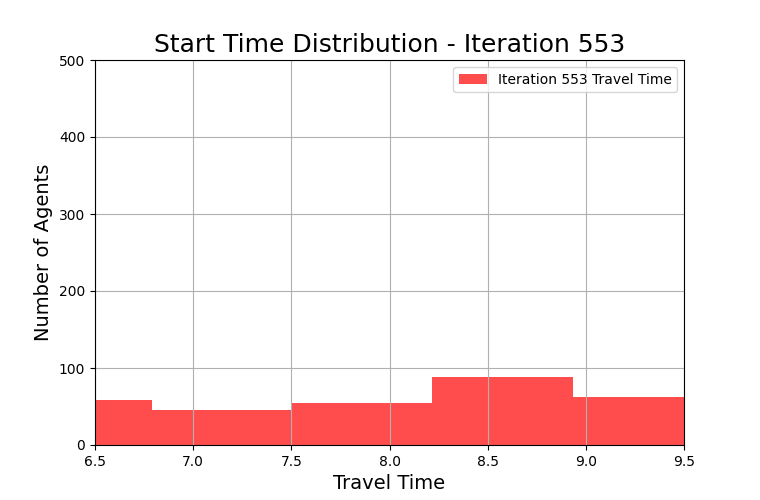 Start Time Distribution - Iteration 553
Iteration 553 Travel Time
Number of Agents
500
400
300
200
100
0
6.5 7.0 7.5 8.0 8.5 9.0 9.5
Travel Time